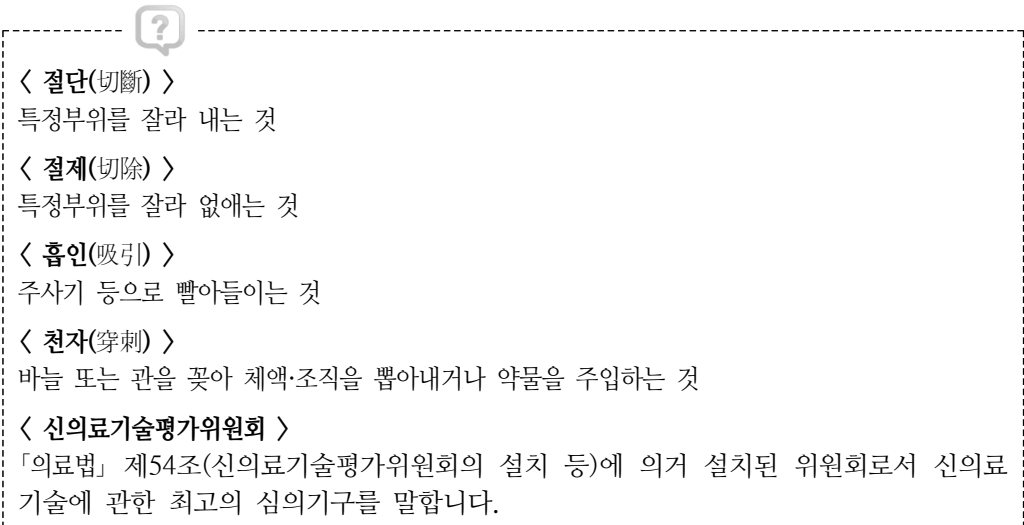 ?
〈 절단(切斷) 〉
특정부위를 잘라 내는 것
〈 절제(切除) 〉
특정부위를 잘라 없애는 것
〈 흡인(吸引) 〉
주사기 등으로 빨아들이는 것
〈 천자(穿刺) 〉
바늘 또는 관을 꽂아 체액·조직을 뽑아내거나 약물을 주입하는 것
〈 신의료기술평가위원회 〉
「의료법」 제54조(신의료기술평가위원회의 설치 등)에 의거 설치된 위원회로서 신의료
기술에 관한 최고의 심의기구를 말합니다.